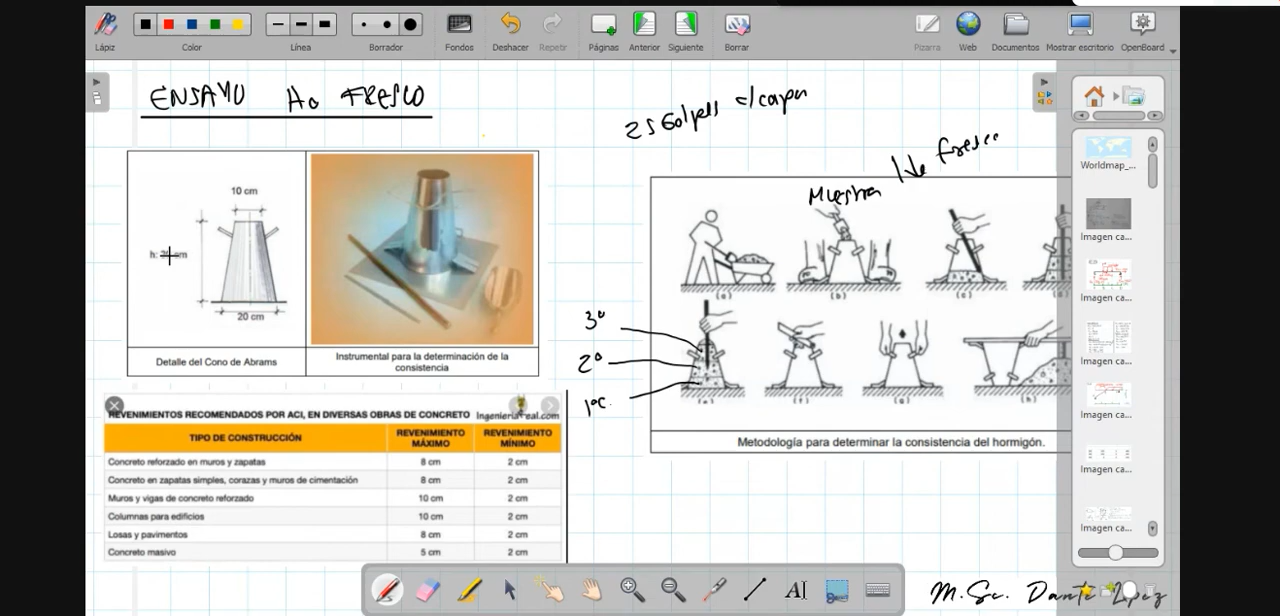 Lápiz
Color
Línea
Borrador
Fondos
Deshacer
Repetir
Páginas
Anterior
Siguiente
Borrar
Pizarra
Web
Documentos
Mostrar escritorio
OpenBoard
ENSAYO Ho FRESCO
25 Golpes c/capa
Muestra Ho fresco
10 cm
20 cm
Detalle del Cono de Abrams
Instrumental para la determinación de la
consistencia
(a)
(b)
(c)
(d)
3º
2º
1ºc.
(e)
(f)
(g)
(h)
Metodología para determinar la consistencia del hormigón.
REVENIMIENTOS RECOMENDADOS POR ACI, EN DIVERSAS OBRAS DE CONCRETO
TIPO DE CONSTRUCCIÓN REVENIMIENTO MÁXIMO REVENIMIENTO MÍNIMO
Concreto reforzado en muros y zapatas 8 cm 2 cm
Concreto en zapatas simples, corazas y muros de cimentación 8 cm 2 cm
Muros y vigas de concreto reforzado 10 cm 2 cm
Columnas para edificios 10 cm 2 cm
Losas y pavimentos 8 cm 2 cm
Concreto masivo 5 cm 2 cm
Worldmap_...
Imagen ca...
Imagen ca...
Imagen ca...
Imagen ca...
Imagen ca...
Imagen ca...
M.Sc. Dante López